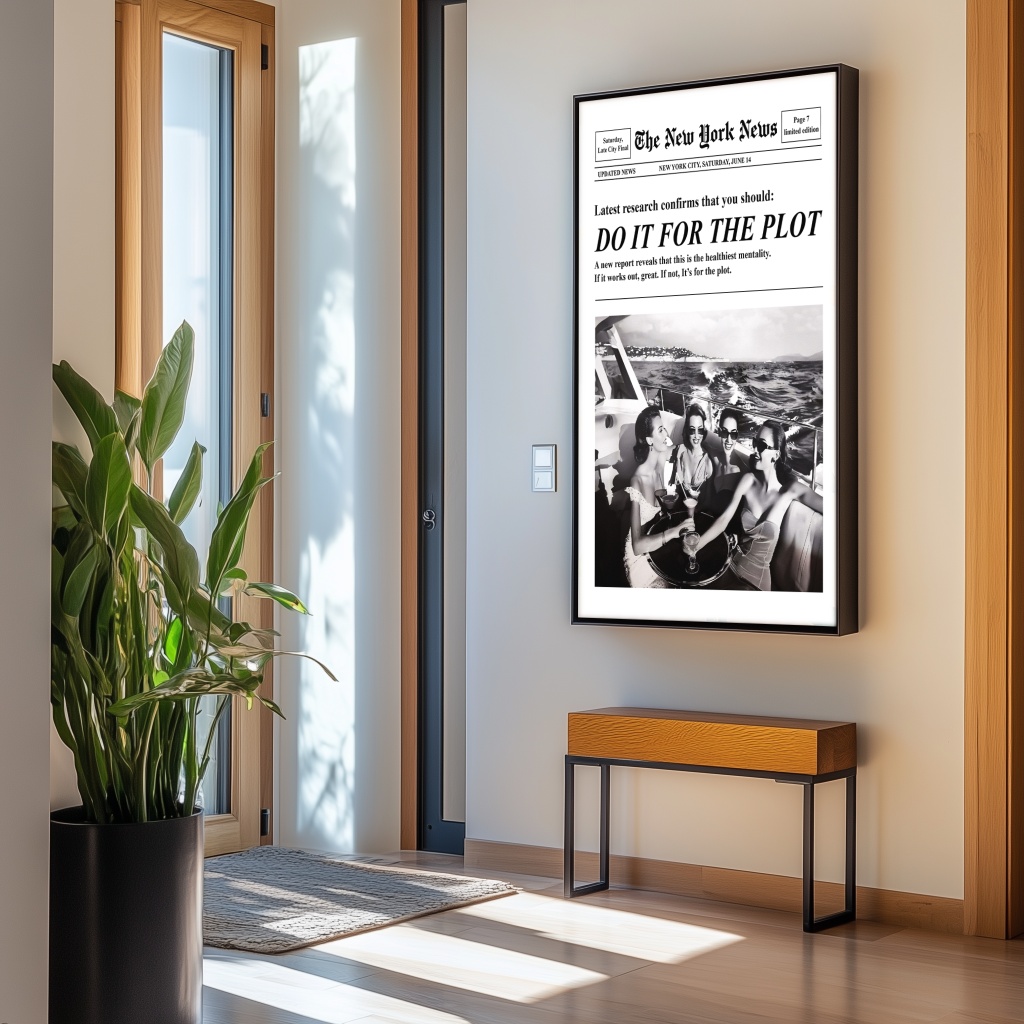 Saturday,
Late City Final
The New York News
Page 7
limited edition
UPDATED NEWS
NEW YORK CITY, SATURDAY, JUNE 14
Latest research confirms that you should:
DO IT FOR THE PLOT
A new report reveals that this is the healthiest mentality.
If it works out, great. If not, It's for the plot.